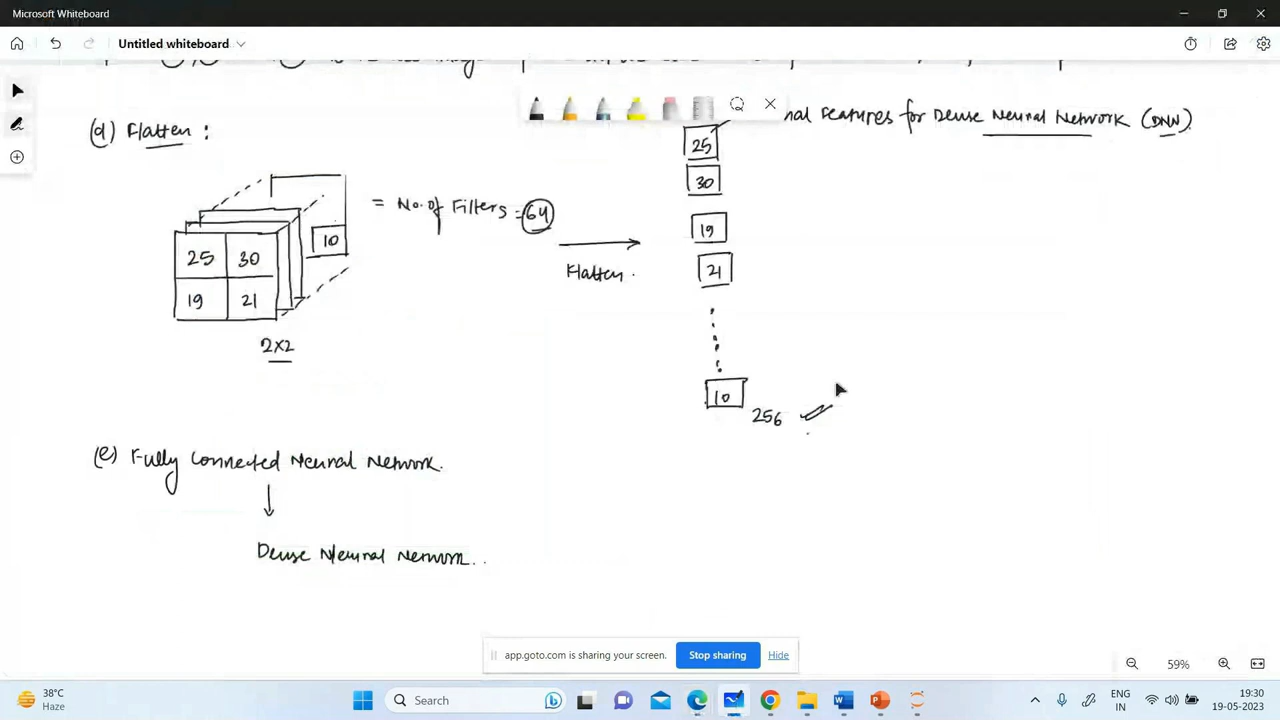 Microsoft Whiteboard
Untitled whiteboard
(d) Flatten :
nal Features for Dense Neural Network (DNN).
25
30
= No. of Filters = 64
10
19
25 30
Flatten.
21
19 21
2x2
10
256
(e) Fully Connected Neural Network.
Dense Neural Network..
app.goto.com is sharing your screen. Stop sharing Hide
59%
38°C
Haze
Search
ENG
IN
19:30
19-05-2023